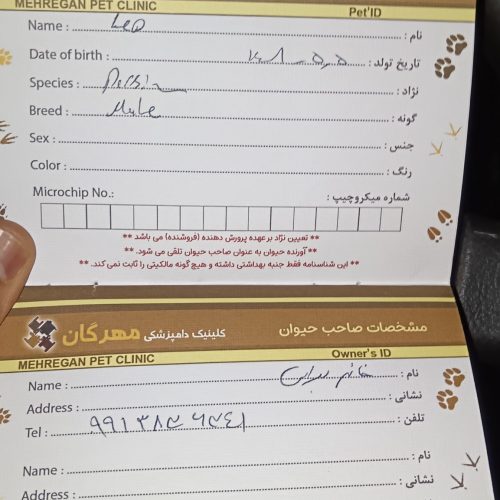 MEHREGAN PET CLINIC Pet'ID
Name : Leo نام :
Date of birth : تاریخ تولد :
Species : نژاد :
Breed : Male گونه :
Sex : جنس :
Color : رنگ :
Microchip No.: شماره میکروچیپ :
** تعیین نژاد بر عهده پرورش دهنده (فروشنده) می باشد **
** آورنده حیوان به عنوان صاحب حیوان تلقی می شود. **
** این شناسنامه فقط جنبه بهداشتی داشته و هیچ گونه مالکیتی را ثابت نمی کند. **
کلینیک دامپزشکی مهرگان مشخصات صاحب حیوان
MEHREGAN PET CLINIC Owner's ID
Name : خانم نام :
Address : نشانی :
Tel : تلفن :
Name : نام :
Address : نشانی :